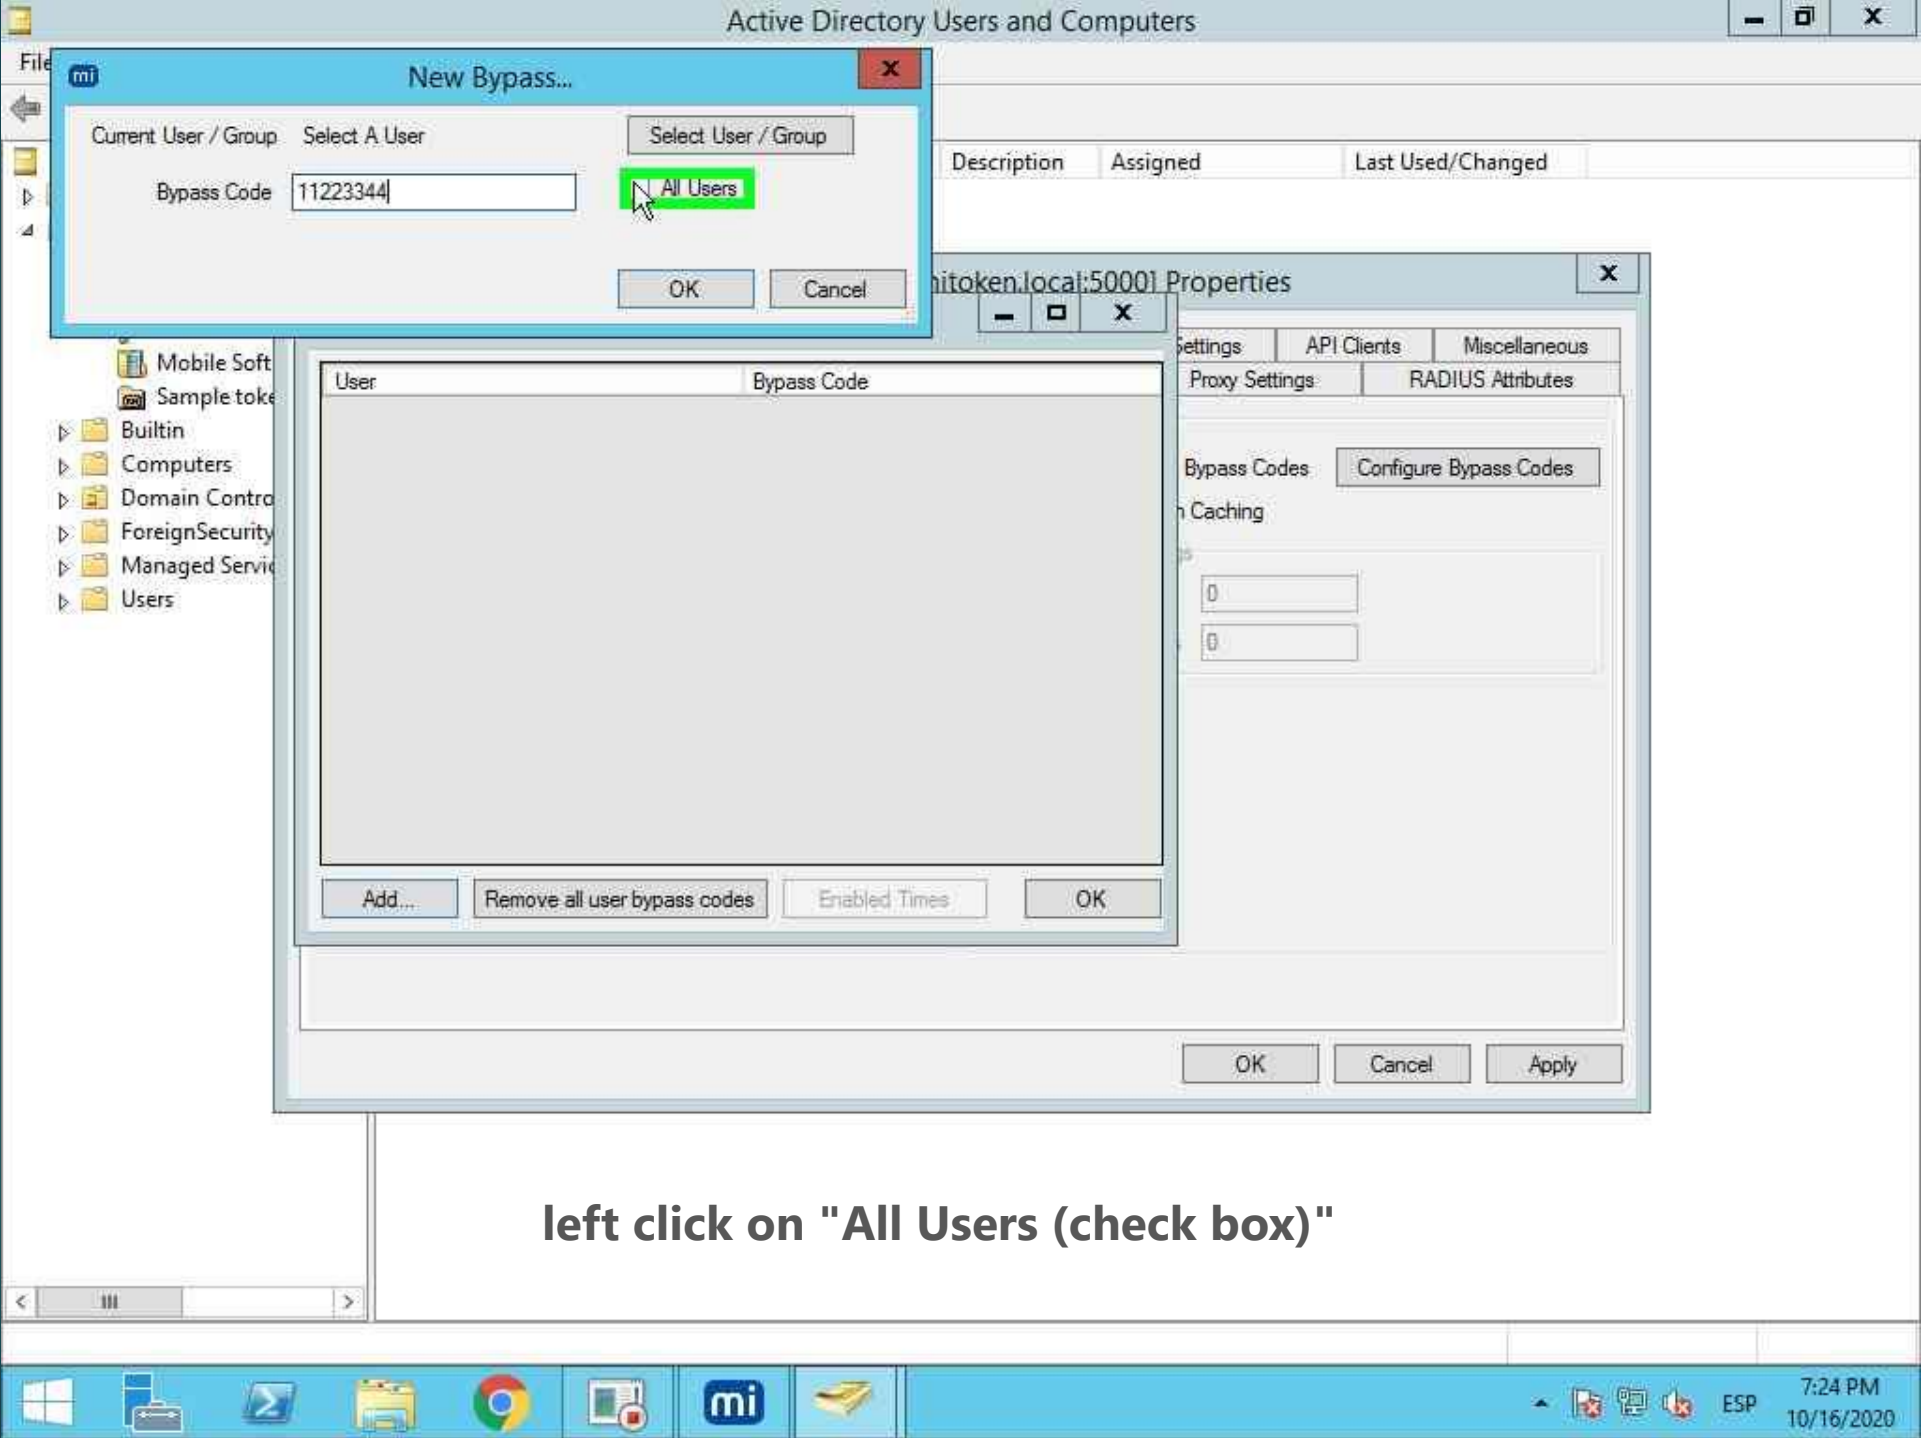 Active Directory Users and Computers
File
mi
New Bypass...
Current User / Group
Select A User
Select User / Group
Bypass Code
11223344
All Users
OK
Cancel
Description
Assigned
Last Used/Changed
:5000] Properties
Settings
API Clients
Miscellaneous
Proxy Settings
RADIUS Attributes
Mobile Soft
Sample toke
Builtin
Computers
Domain Contro
ForeignSecurity
Managed Servic
Users
User
Bypass Code
Bypass Codes
Configure Bypass Codes
Caching
0
0
Add...
Remove all user bypass codes
Enabled Times
OK
OK
Cancel
Apply
left click on "All Users (check box)"
mi
ESP
7:24 PM
10/16/2020